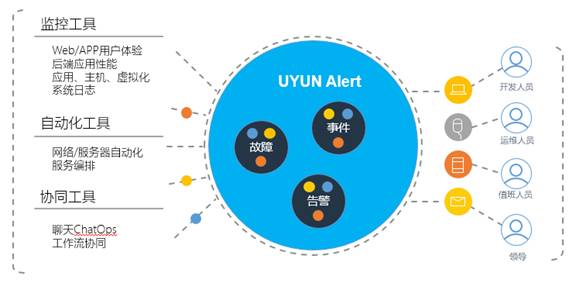 监控工具
Web/APP用户体验
后端应用性能
应用、主机、虚拟化
系统日志
自动化工具
网络/服务器自动化
服务编排
协同工具
聊天ChatOps
工作流协同
UYUN Alert
事件
故障
告警
开发人员
运维人员
值班人员
领导